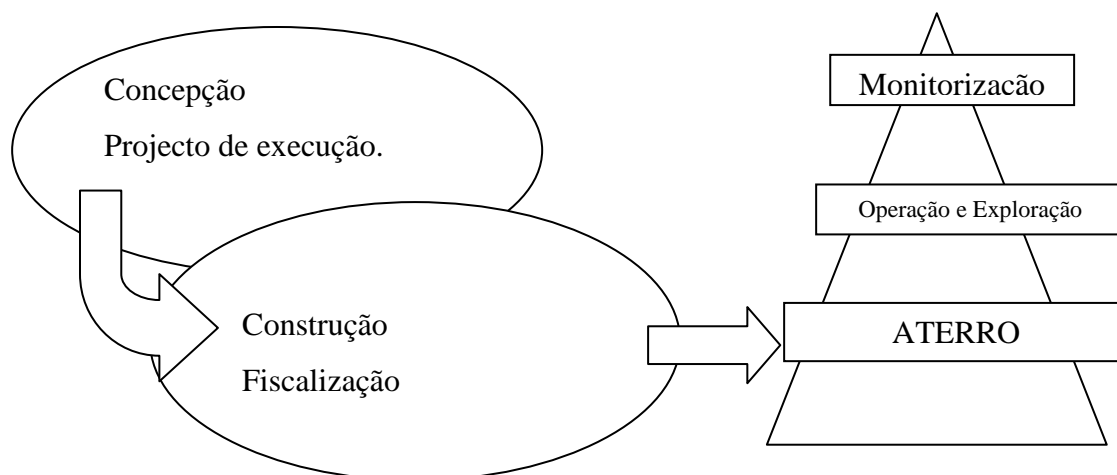 Concepção
Projecto de execução.
Construção
Fiscalização
Monitorizacão
Operação e Exploração
ATERRO